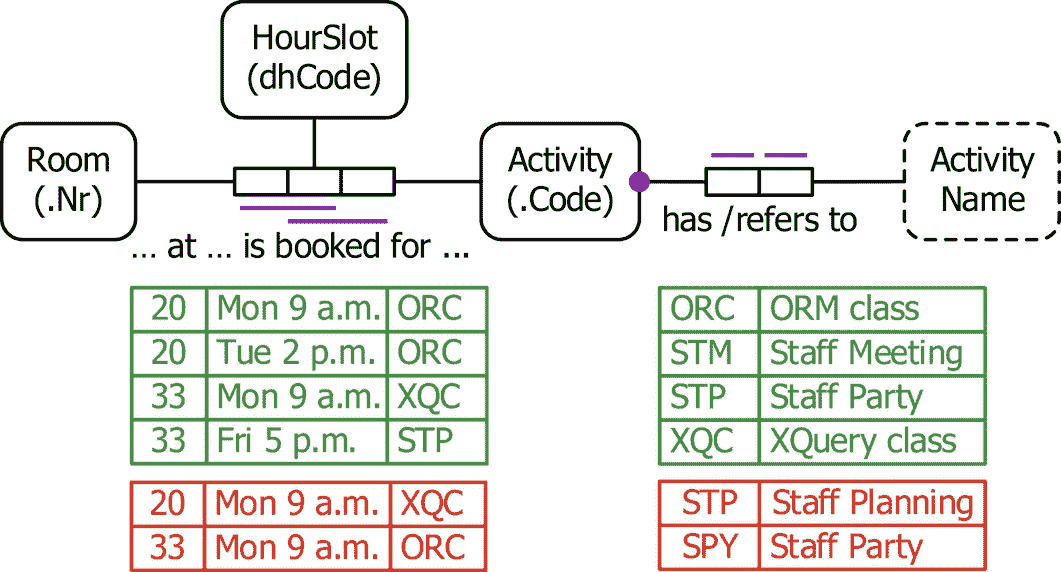 HourSlot
(dhCode)
Room
(.Nr)
Activity
(.Code)
Activity
Name
has /refers to
... at ... is booked for ...
20 Mon 9 a.m. ORC
20 Tue 2 p.m. ORC
33 Mon 9 a.m. XQC
33 Fri 5 p.m. STP
20 Mon 9 a.m. XQC
33 Mon 9 a.m. ORC
ORC ORM class
STM Staff Meeting
STP Staff Party
XQC XQuery class
STP Staff Planning
SPY Staff Party